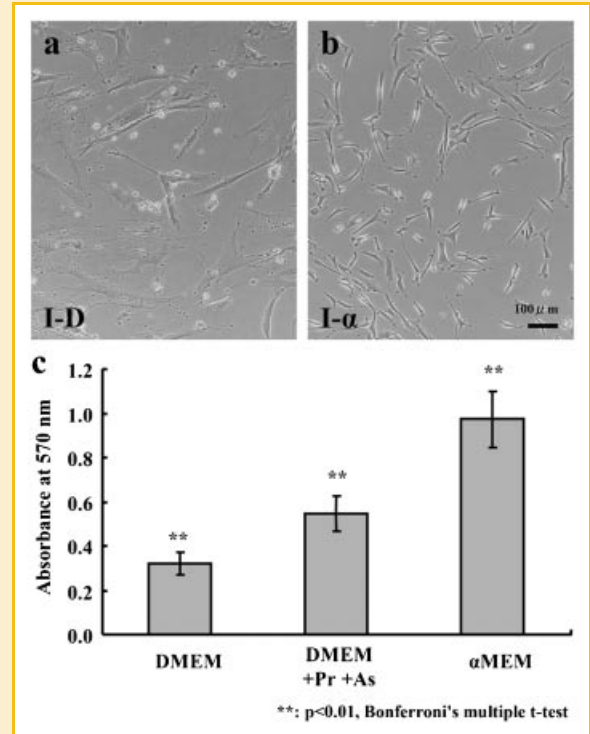 a
b
I-D
I-α
100μm
c
Absorbance at 570 nm
1.2
1.0
0.8
0.6
0.4
0.2
0.0
**
**
**
DMEM
DMEM
+Pr +As
αMEM
**: p<0.01, Bonferroni's multiple t-test